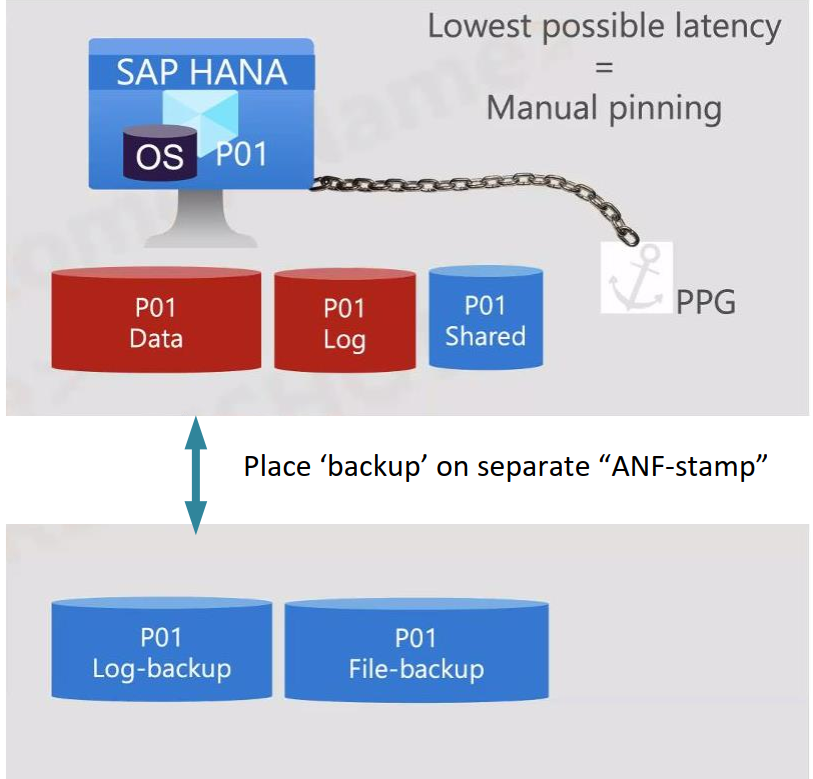 Lowest possible latency
=
Manual pinning
SAP HANA
OS
P01
PPG
P01
Data
P01
Log
P01
Shared
Place ‘backup’ on separate “ANF-stamp”
P01
Log-backup
P01
File-backup